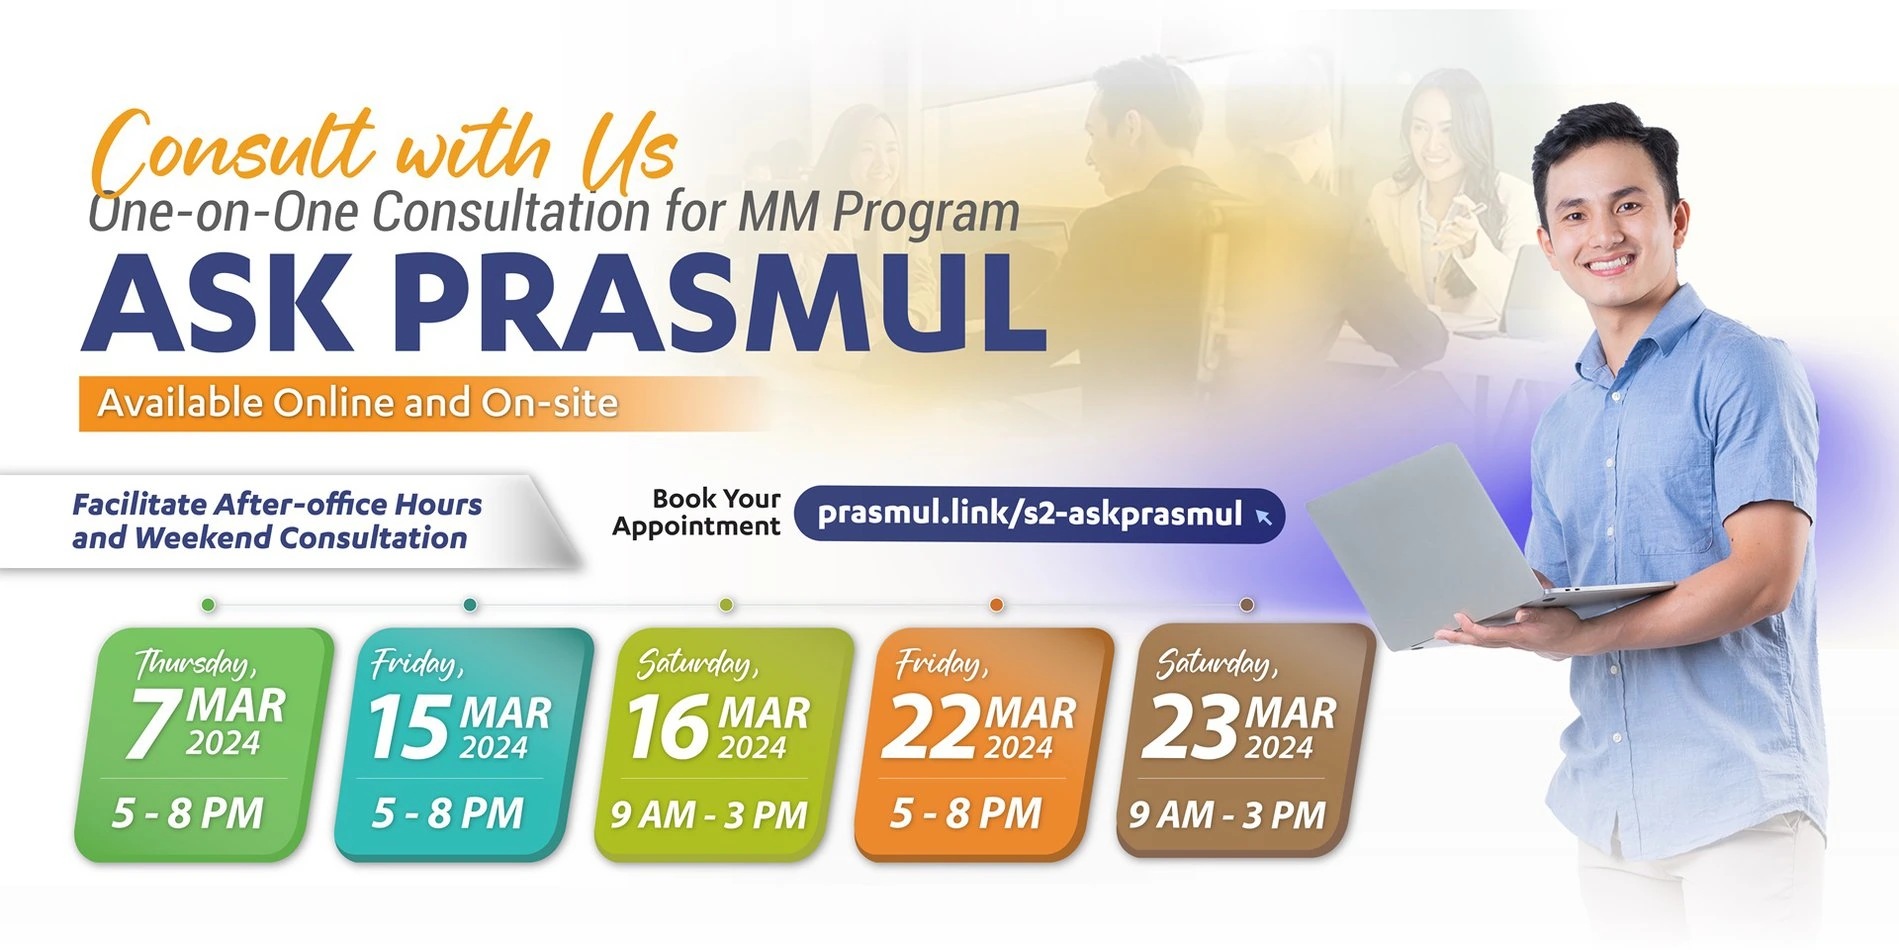 Consult with Us
One-on-One Consultation for MM Program
ASK PRASMUL
Available Online and On-site
Facilitate After-office Hours
and Weekend Consultation
Book Your
Appointment
prasmul.link/s2-askprasmul
Thursday,
7 MAR
2024
5 - 8 PM
Friday,
15 MAR
2024
5 - 8 PM
Saturday,
16 MAR
2024
9 AM - 3 PM
Friday,
22 MAR
2024
5 - 8 PM
Saturday,
23 MAR
2024
9 AM - 3 PM